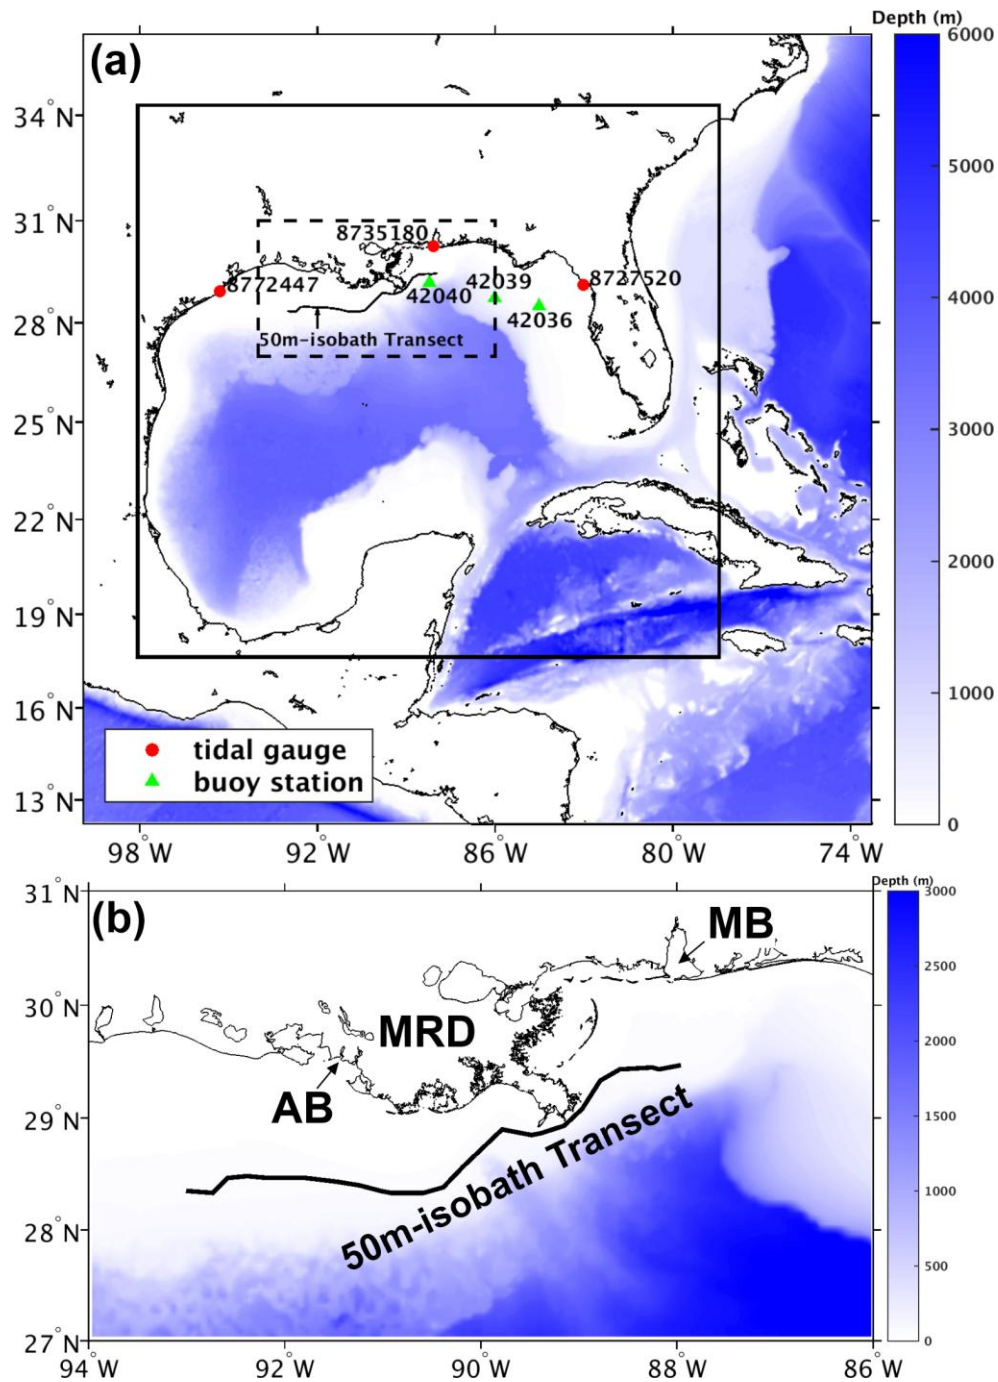 Depth (m)
(a)
6000
5000
4000
3000
2000
1000
0
34°N
31°N
28°N
25°N
22°N
19°N
16°N
13°N
8735180
8772447
42039
8727520
42040
42036
50m-isobath Transect
tidal gauge
buoy station
98°W
92°W
86°W
80°W
74°W
Depth (m)
(b)
3000
2500
2000
1500
1000
500
0
31°N
30°N
29°N
28°N
27°N
MB
MRD
AB
50m-isobath Transect
94°W
92°W
90°W
88°W
86°W